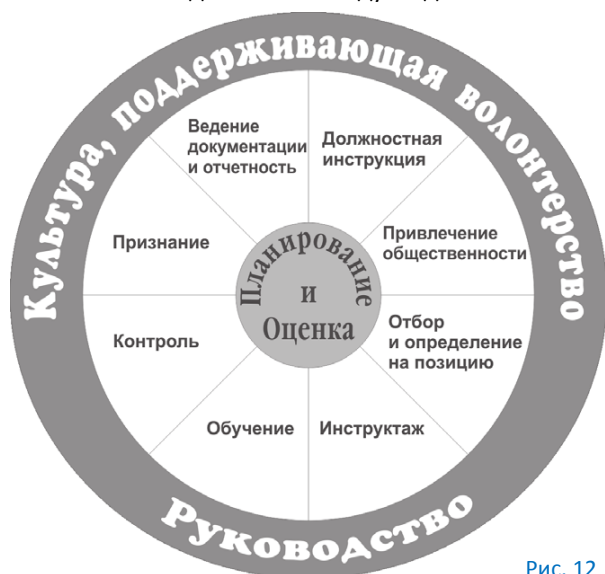 Культура, поддерживающая волонтерство
Ведение
документации
и отчетность
Должностная
инструкция
Признание
Привлечение
общественности
Планирование
и
Оценка
Контроль
Отбор
и определение
на позицию
Обучение
Инструктаж
Руководство
Рис. 12